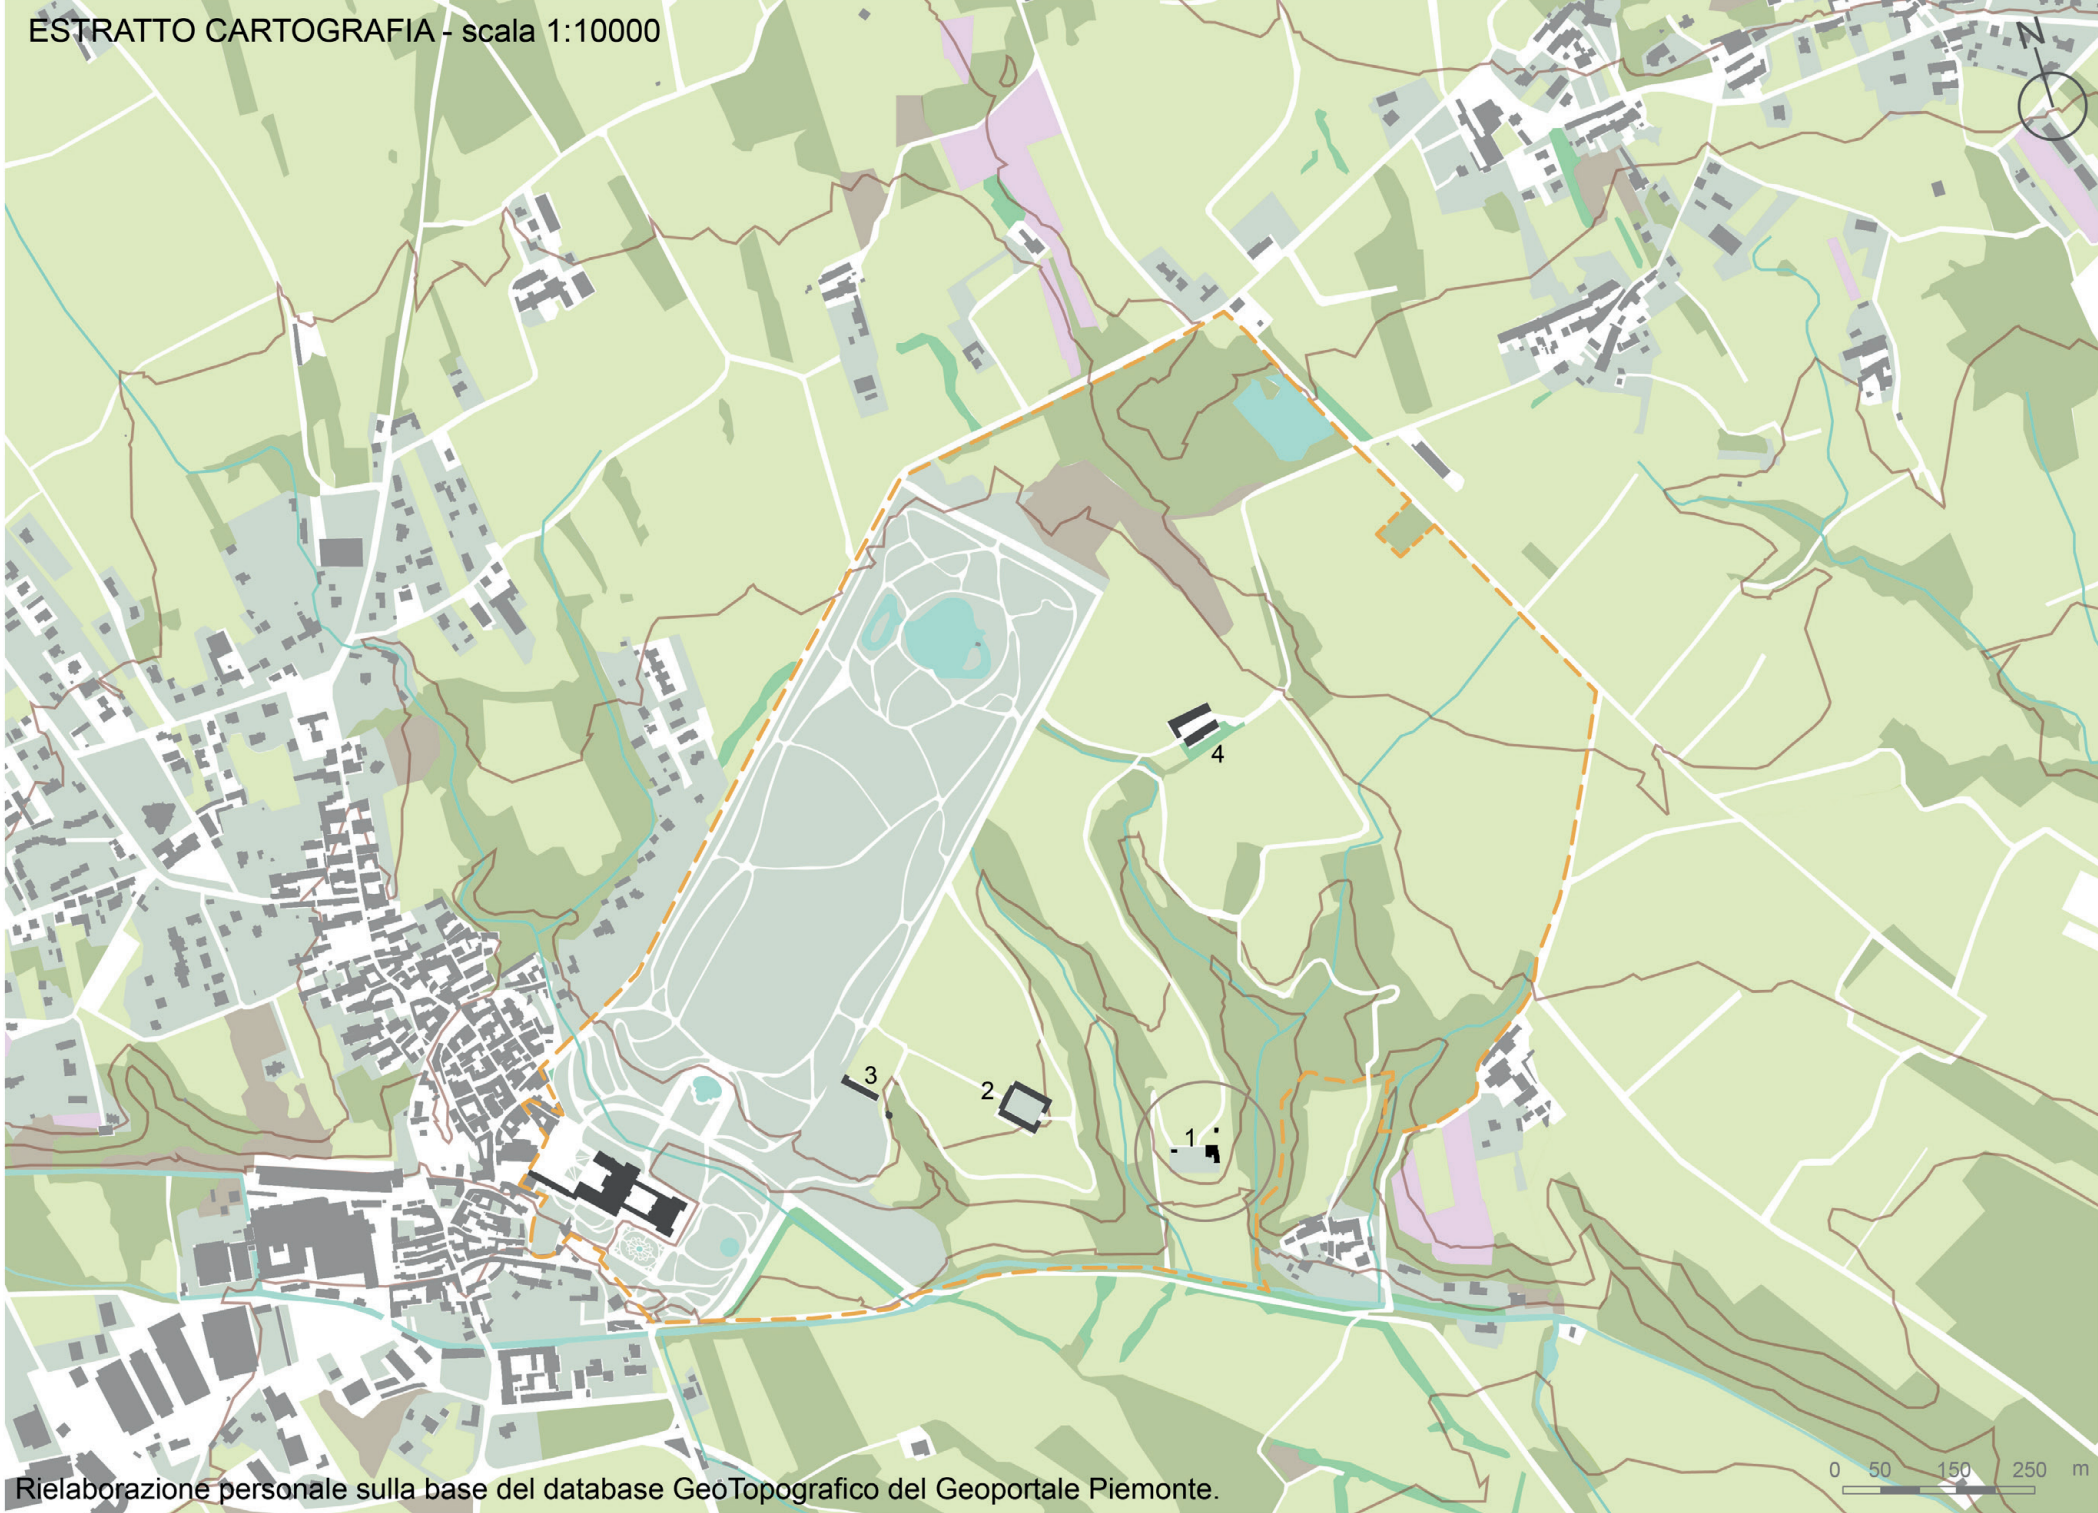 ESTRATTO CARTOGRAFIA - scala 1:10000
N
4
3
2
1
0 50 150 250 m
Rielaborazione personale sulla base del database GeoTopografico del Geoportale Piemonte.